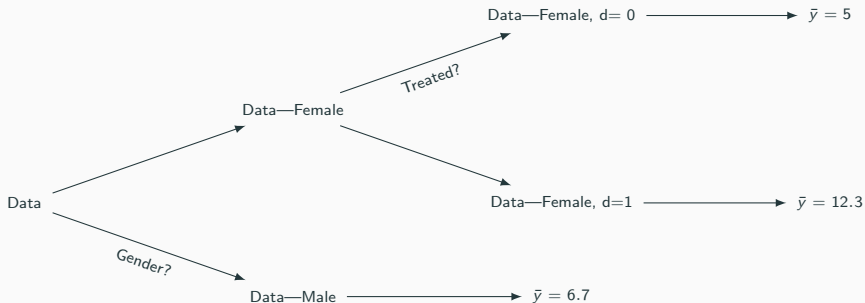 Data—Female, d= 0
ȳ = 5
Treated?
Data—Female
Data
Data—Female, d=1
ȳ = 12.3
Gender?
Data—Male
ȳ = 6.7